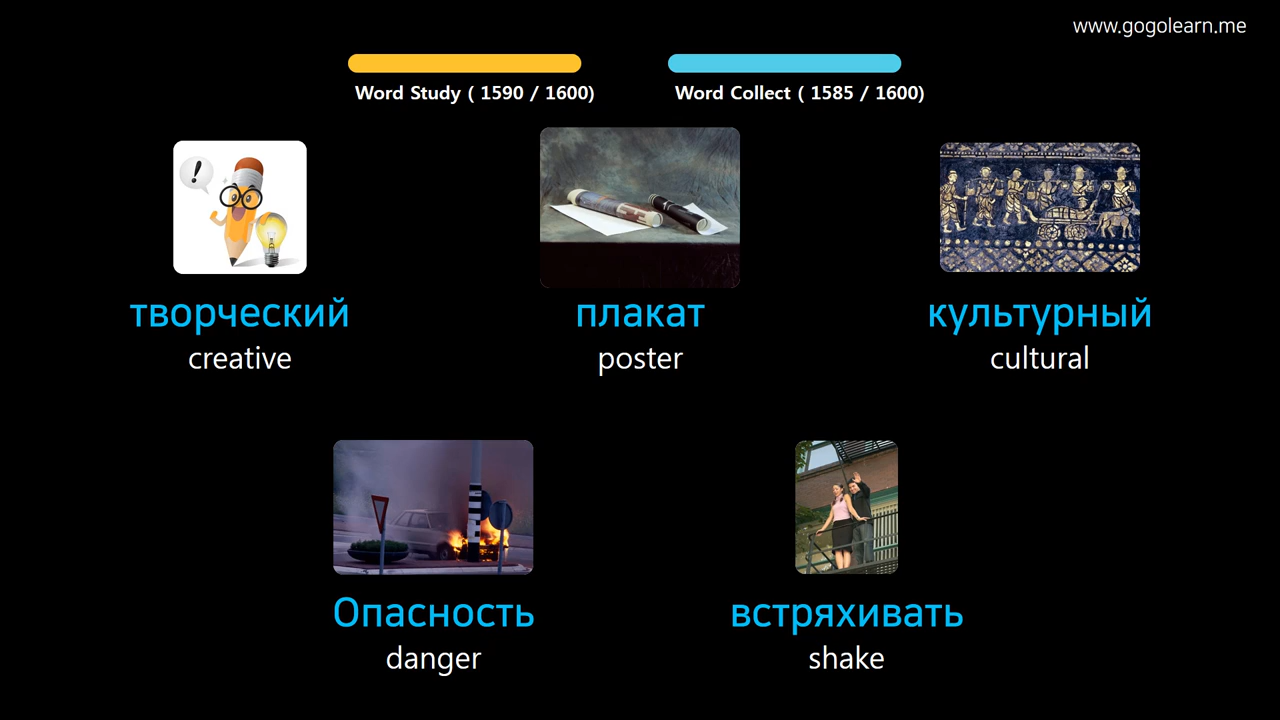 www.gogolearn.me
Word Study ( 1590 / 1600)
Word Collect ( 1585 / 1600)
!
творческий
creative
плакат
poster
культурный
cultural
Опасность
danger
встряхивать
shake